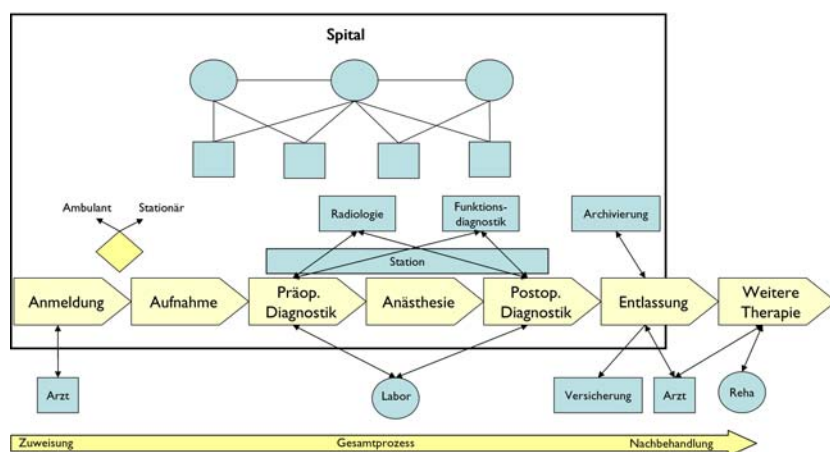 Spital
Ambulant
Stationär
Radiologie
Funktions-
diagnostik
Archivierung
Station
Anmeldung
Aufnahme
Präop.
Diagnostik
Anästhesie
Postop.
Diagnostik
Entlassung
Weitere
Therapie
Arzt
Labor
Versicherung
Arzt
Reha
Zuweisung
Gesamtprozess
Nachbehandlung